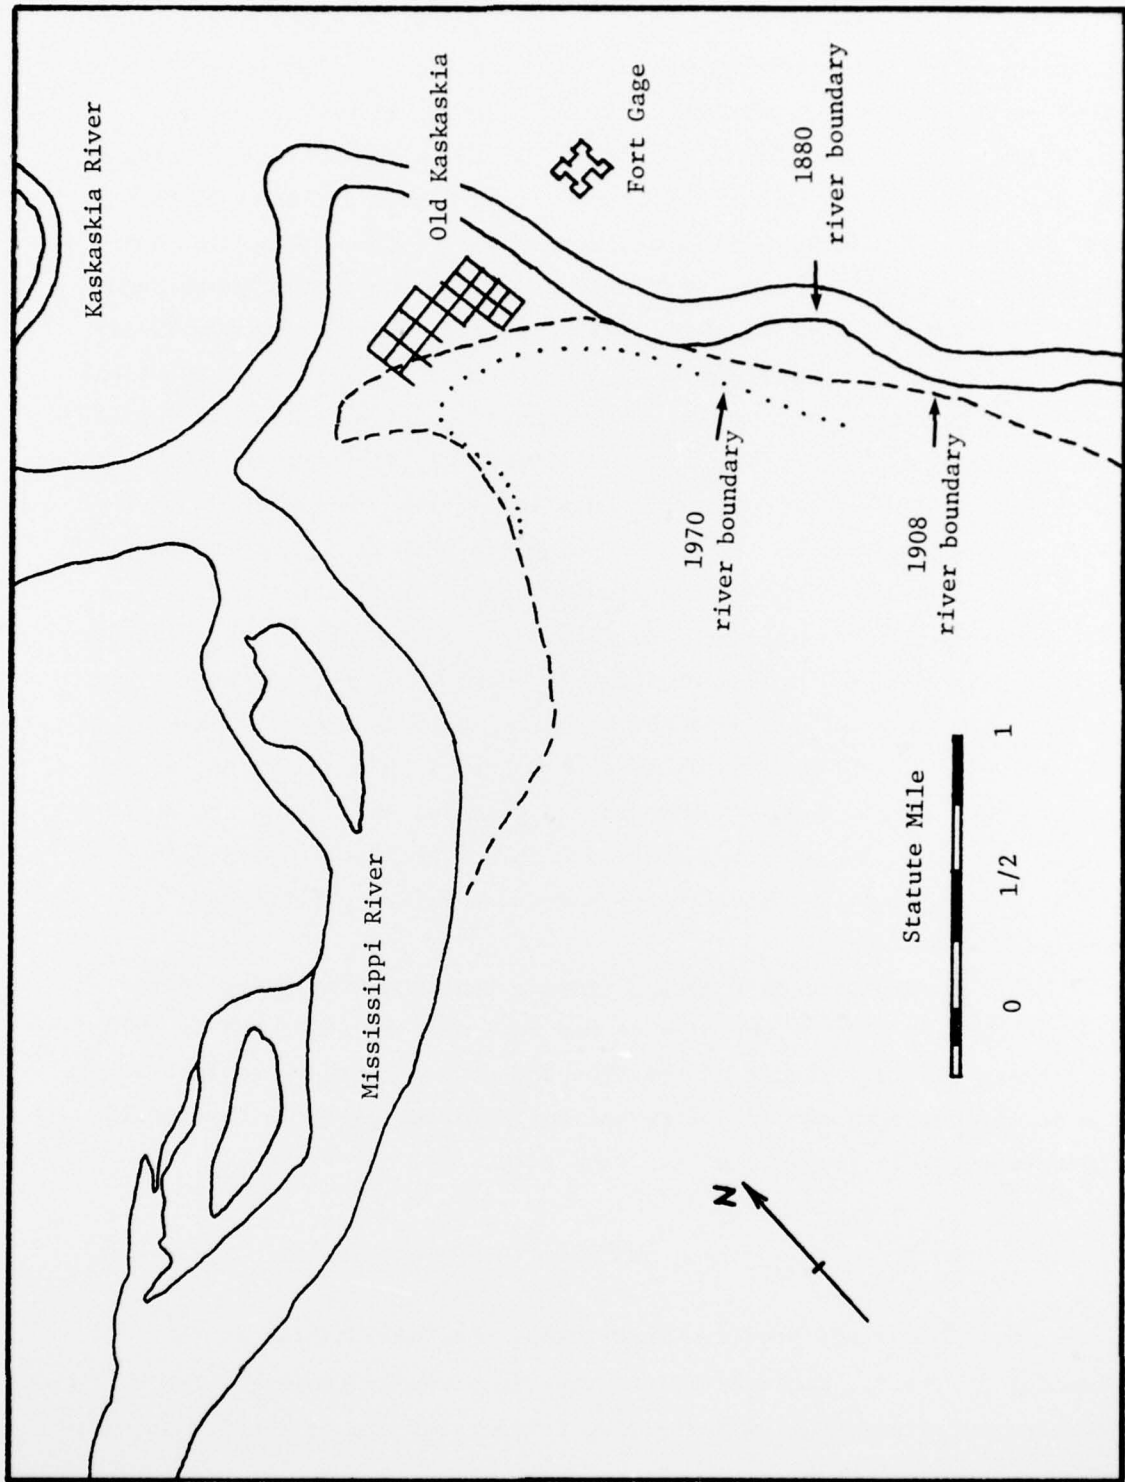 Kaskaskia River
Old Kaskaskia
Fort Gage
1880
river boundary
1970
river boundary
1908
river boundary
Mississippi River
Statute Mile
0 1/2 1
N